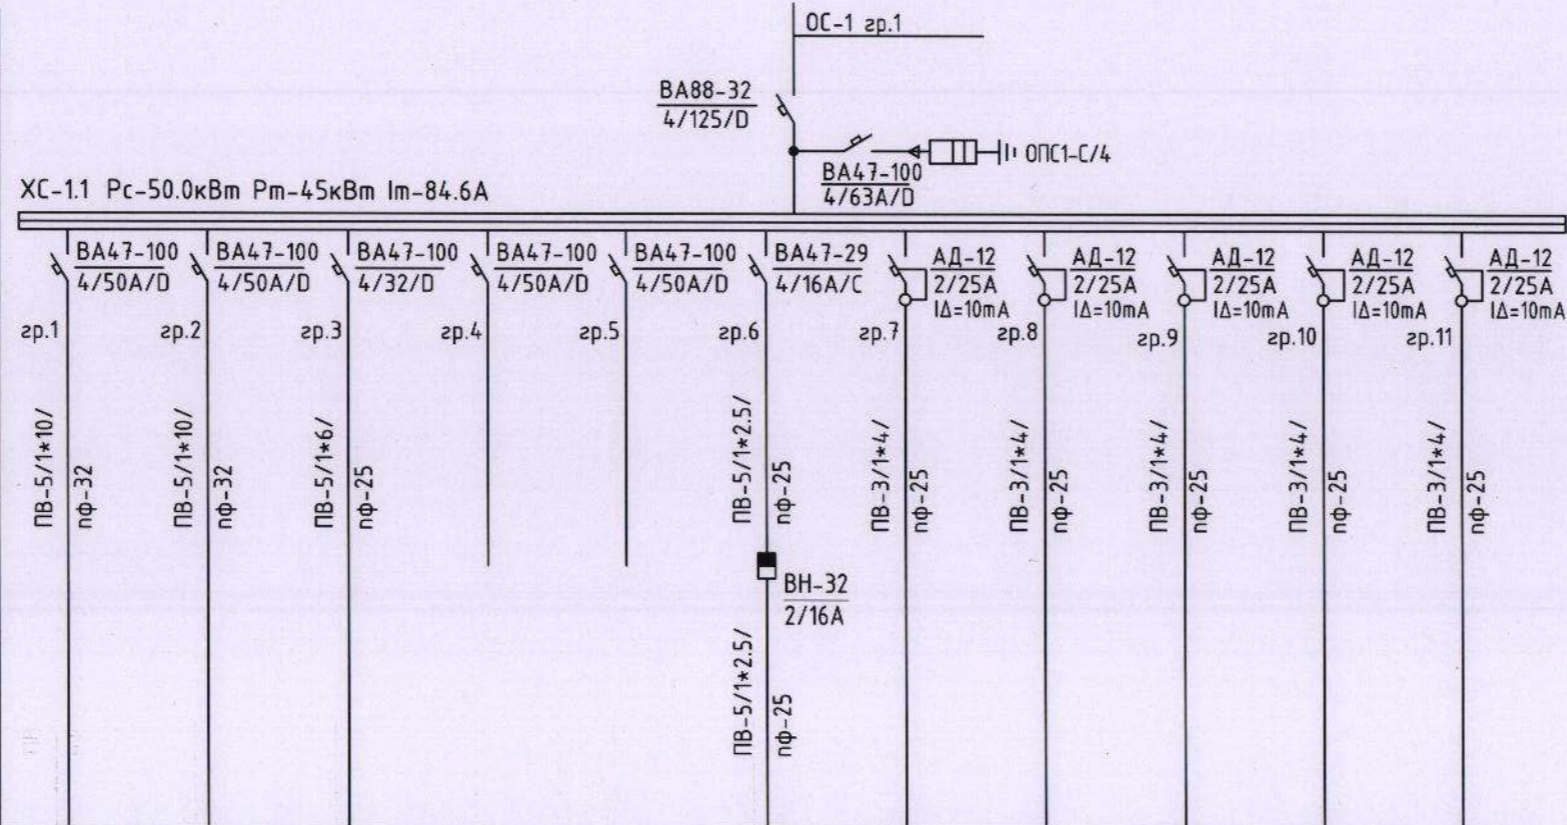 ОС-1 гр.1
ВА88-32
4/125/D
ОПС1-С/4
ВА47-100
4/63А/D
ХС-1.1 Рс-50.0кВт Рт-45кВт Iт-84.6А
ВА47-100
4/50А/D
ВА47-100
4/50А/D
ВА47-100
4/32/D
ВА47-100
4/50А/D
ВА47-100
4/50А/D
ВА47-29
4/16А/С
АД-12
2/25А
IΔ=10mA
АД-12
2/25А
IΔ=10mA
АД-12
2/25А
IΔ=10mA
АД-12
2/25А
IΔ=10mA
АД-12
2/25А
IΔ=10mA
гр.1
гр.2
гр.3
гр.4
гр.5
гр.6
гр.7
гр.8
гр.9
гр.10
гр.11
ПВ-5/1*10/
пф-32
ПВ-5/1*10/
пф-32
ПВ-5/1*6/
пф-25
ПВ-5/1*2.5/
пф-25
ПВ-3/1*4/
пф-25
ПВ-3/1*4/
пф-25
ПВ-3/1*4/
пф-25
ПВ-3/1*4/
пф-25
ПВ-3/1*4/
пф-25
ВН-32
2/16А
ПВ-5/1*2.5/
пф-25